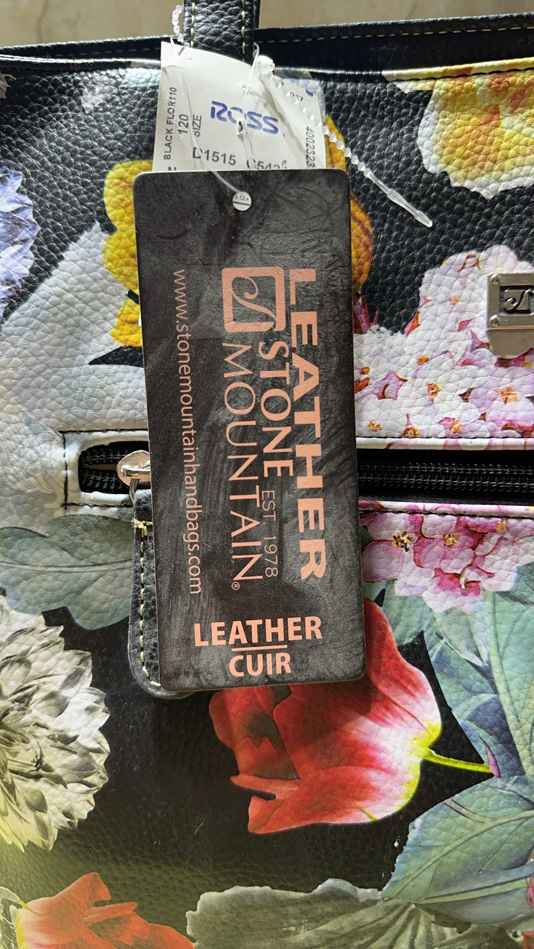 ROSS
BLACK FLOR110
120
SIZE
D1515
LEATHER
STONE
EST. 1978
MOUNTAIN®
www.stonemountainhandbags.com
LEATHER
CUIR